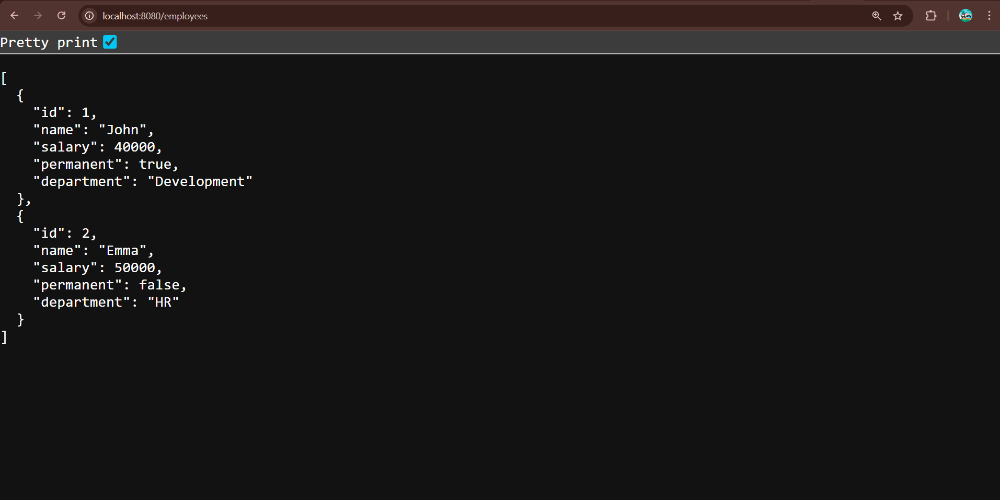 localhost:8080/employees
Pretty print
[
  {
    "id": 1,
    "name": "John",
    "salary": 40000,
    "permanent": true,
    "department": "Development"
  },
  {
    "id": 2,
    "name": "Emma",
    "salary": 50000,
    "permanent": false,
    "department": "HR"
  }
]